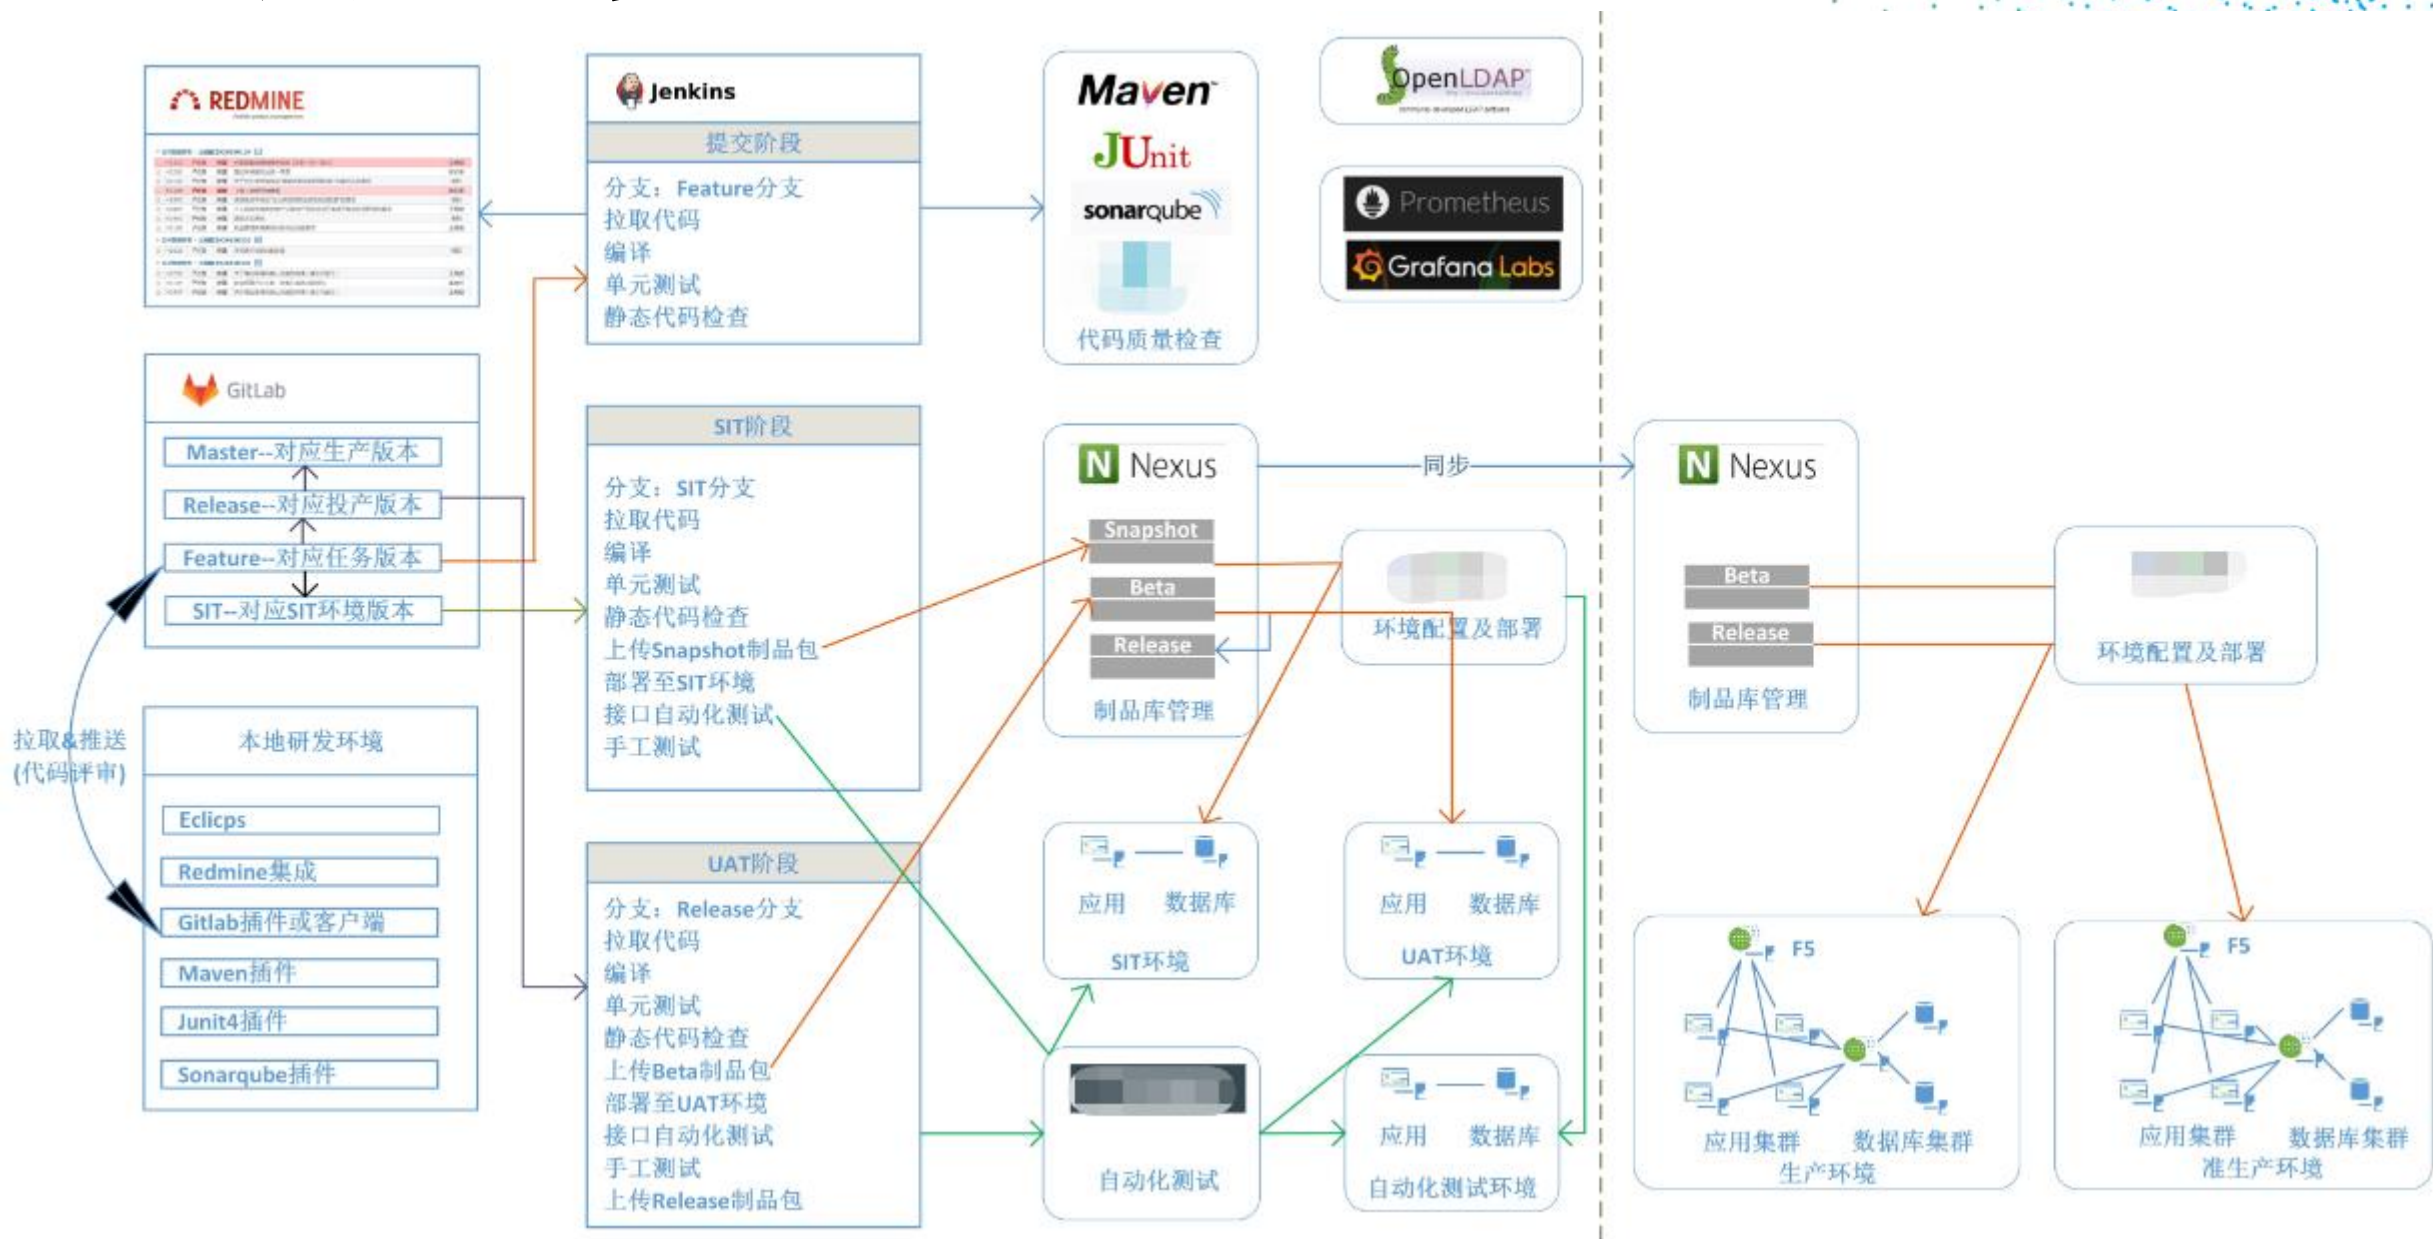 REDMINE
GitLab
Master--对应生产版本
Release--对应投产版本
Feature--对应任务版本
SIT--对应SIT环境版本
拉取&推送
(代码评审)
本地研发环境
Eclicps
Redmine集成
Gitlab插件或客户端
Maven插件
Junit4插件
Sonarqube插件
Jenkins
提交阶段
分支：Feature分支
拉取代码
编译
单元测试
静态代码检查
SIT阶段
分支：SIT分支
拉取代码
编译
单元测试
静态代码检查
上传Snapshot制品包
部署至SIT环境
接口自动化测试
手工测试
UAT阶段
分支：Release分支
拉取代码
编译
单元测试
静态代码检查
上传Beta制品包
部署至UAT环境
接口自动化测试
手工测试
上传Release制品包
Maven
JUnit
sonarqube
代码质量检查
OpenLDAP
Prometheus
Grafana Labs
Nexus
Snapshot
Beta
Release
制品库管理
同步
环境配置及部署
应用 数据库
SIT环境
应用 数据库
UAT环境
自动化测试
应用 数据库
自动化测试环境
Nexus
Beta
Release
制品库管理
环境配置及部署
F5
应用集群 数据库集群
生产环境
F5
应用集群 数据库集群
准生产环境